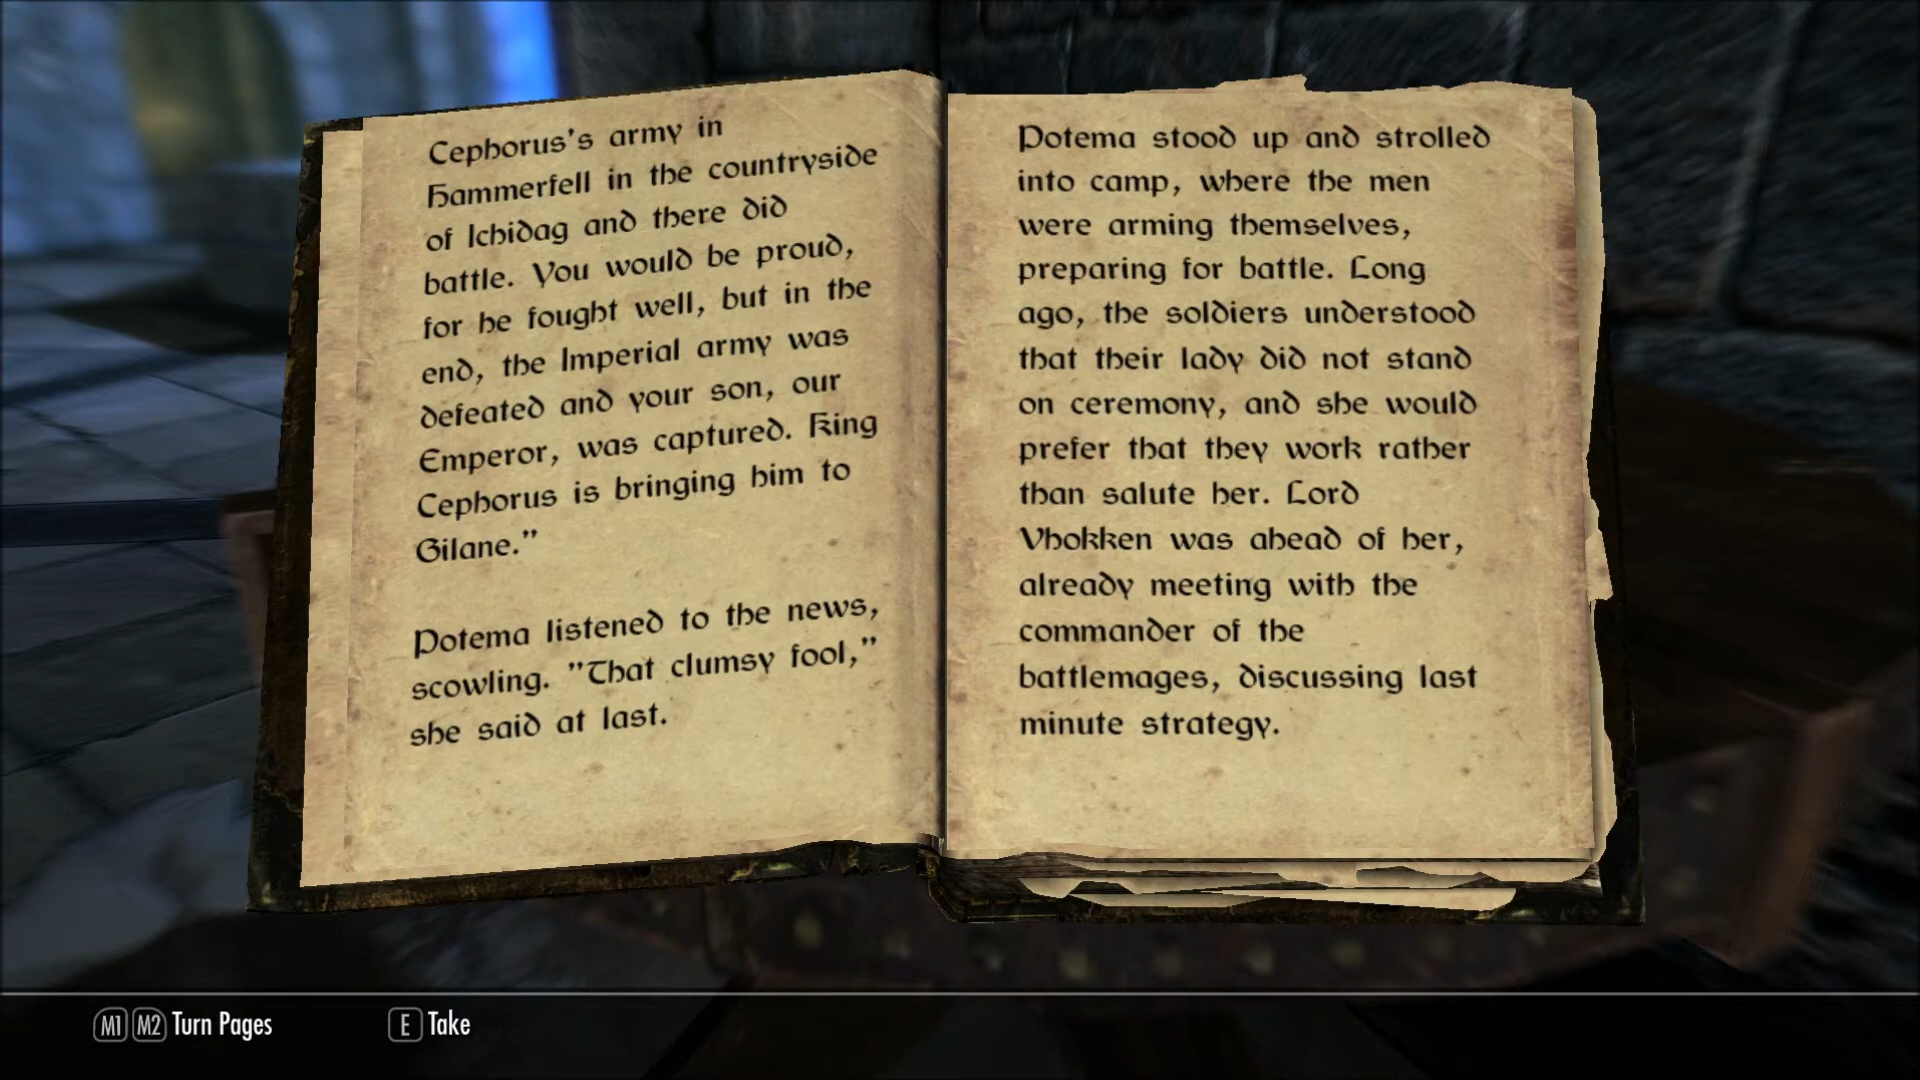 Cephorus's army in
Hammerfell in the countryside
of Ichidag and there did
battle. You would be proud,
for he fought well, but in the
end, the Imperial army was
defeated and your son, our
Emperor, was captured. King
Cephorus is bringing him to
Gilane."
Potema listened to the news,
scowling. "That clumsy fool,"
she said at last.
Potema stood up and strolled
into camp, where the men
were arming themselves,
preparing for battle. Long
ago, the soldiers understood
that their lady did not stand
on ceremony, and she would
prefer that they work rather
than salute her. Lord
Vhokken was ahead of her,
already meeting with the
commander of the
battlemages, discussing last
minute strategy.
M1 M2 Turn Pages E Take